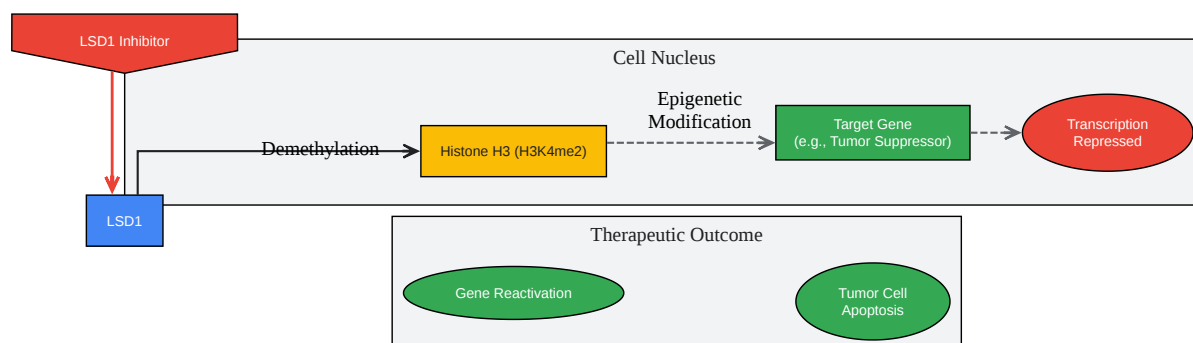 LSD1 Inhibitor
Cell Nucleus
Epigenetic
Modification
Target Gene
(e.g., Tumor Suppressor)
Transcription
Repressed
Demethylation
Histone H3 (H3K4me2)
LSD1
Therapeutic Outcome
Gene Reactivation
Tumor Cell
Apoptosis